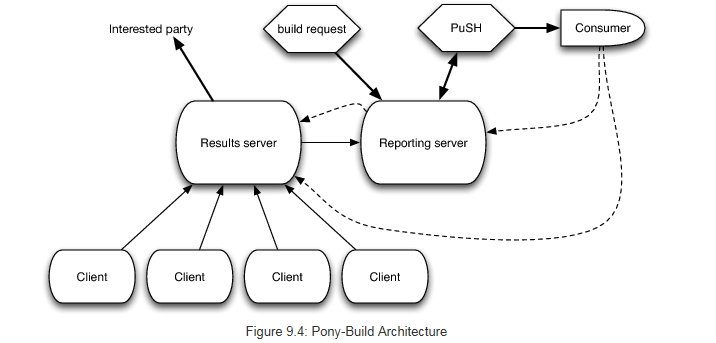 Interested party
build request
PuSH
Consumer
Results server
Reporting server
Client
Client
Client
Client
Figure 9.4: Pony-Build Architecture